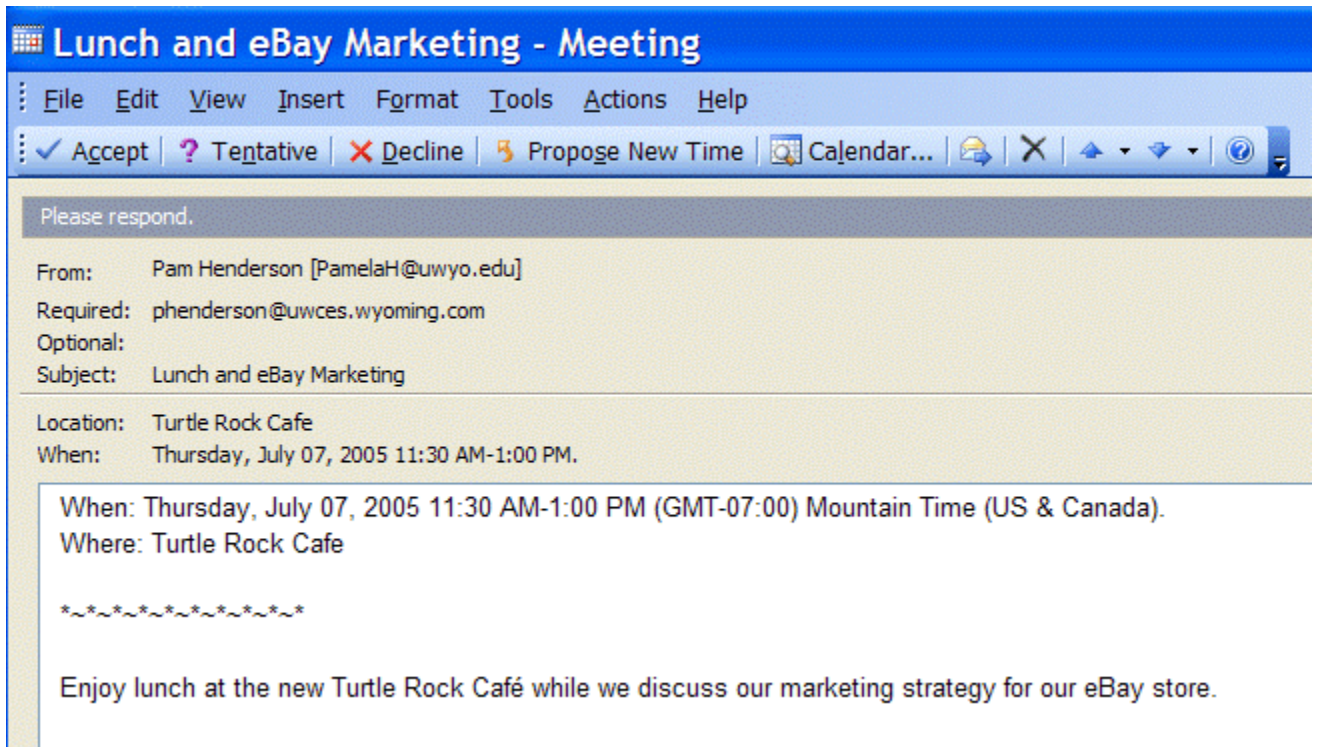 Lunch and eBay Marketing - Meeting
File Edit View Insert Format Tools Actions Help
Accept ? Tentative Decline Propose New Time Calendar...
Please respond.
From: Pam Henderson [PamelaH@uwyo.edu]
Required: phenderson@uwces.wyoming.com
Optional:
Subject: Lunch and eBay Marketing
Location: Turtle Rock Cafe
When: Thursday, July 07, 2005 11:30 AM-1:00 PM.
When: Thursday, July 07, 2005 11:30 AM-1:00 PM (GMT-07:00) Mountain Time (US & Canada).
Where: Turtle Rock Cafe
*~*~*~*~*~*~*~*~*~*
Enjoy lunch at the new Turtle Rock Café while we discuss our marketing strategy for our eBay store.